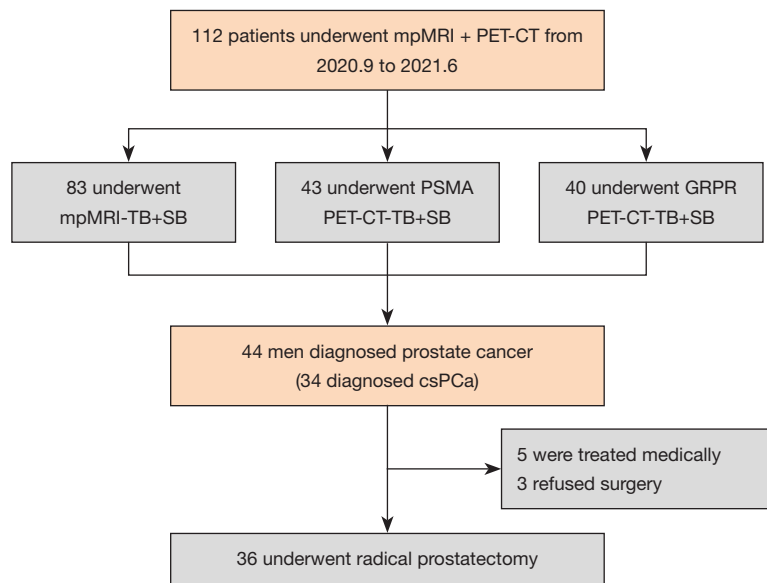 112 patients underwent mpMRI + PET-CT from
2020.9 to 2021.6
83 underwent
mpMRI-TB+SB
43 underwent PSMA
PET-CT-TB+SB
40 underwent GRPR
PET-CT-TB+SB
44 men diagnosed prostate cancer
(34 diagnosed csPCa)
5 were treated medically
3 refused surgery
36 underwent radical prostatectomy